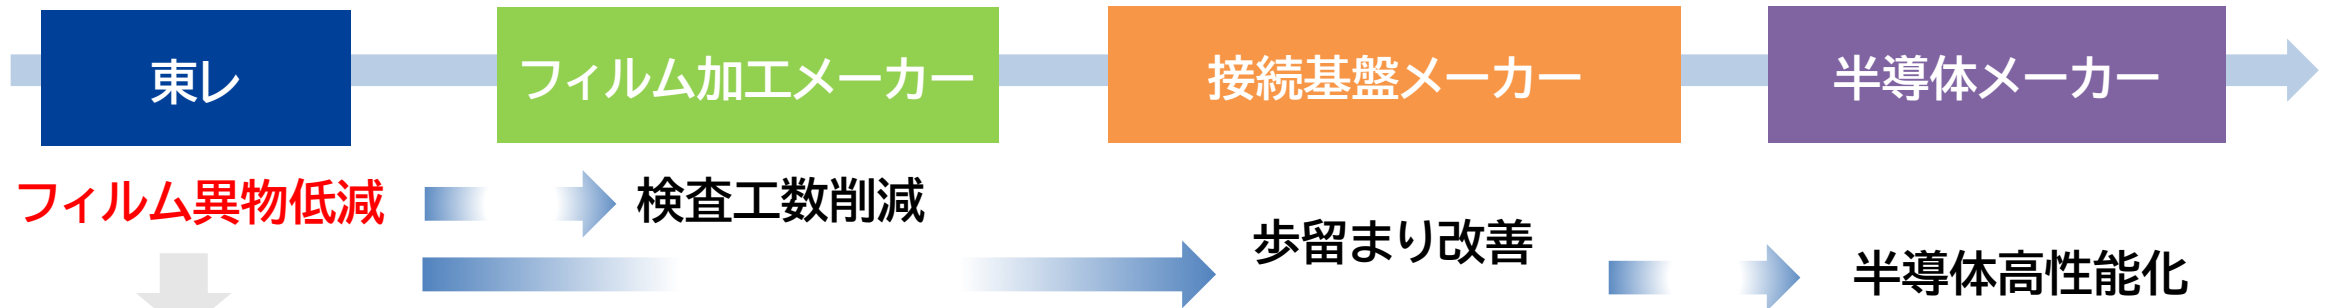 東レ
フィルム加工メーカー
接続基盤メーカー
半導体メーカー
フィルム異物低減
検査工数削減
歩留まり改善
半導体高性能化